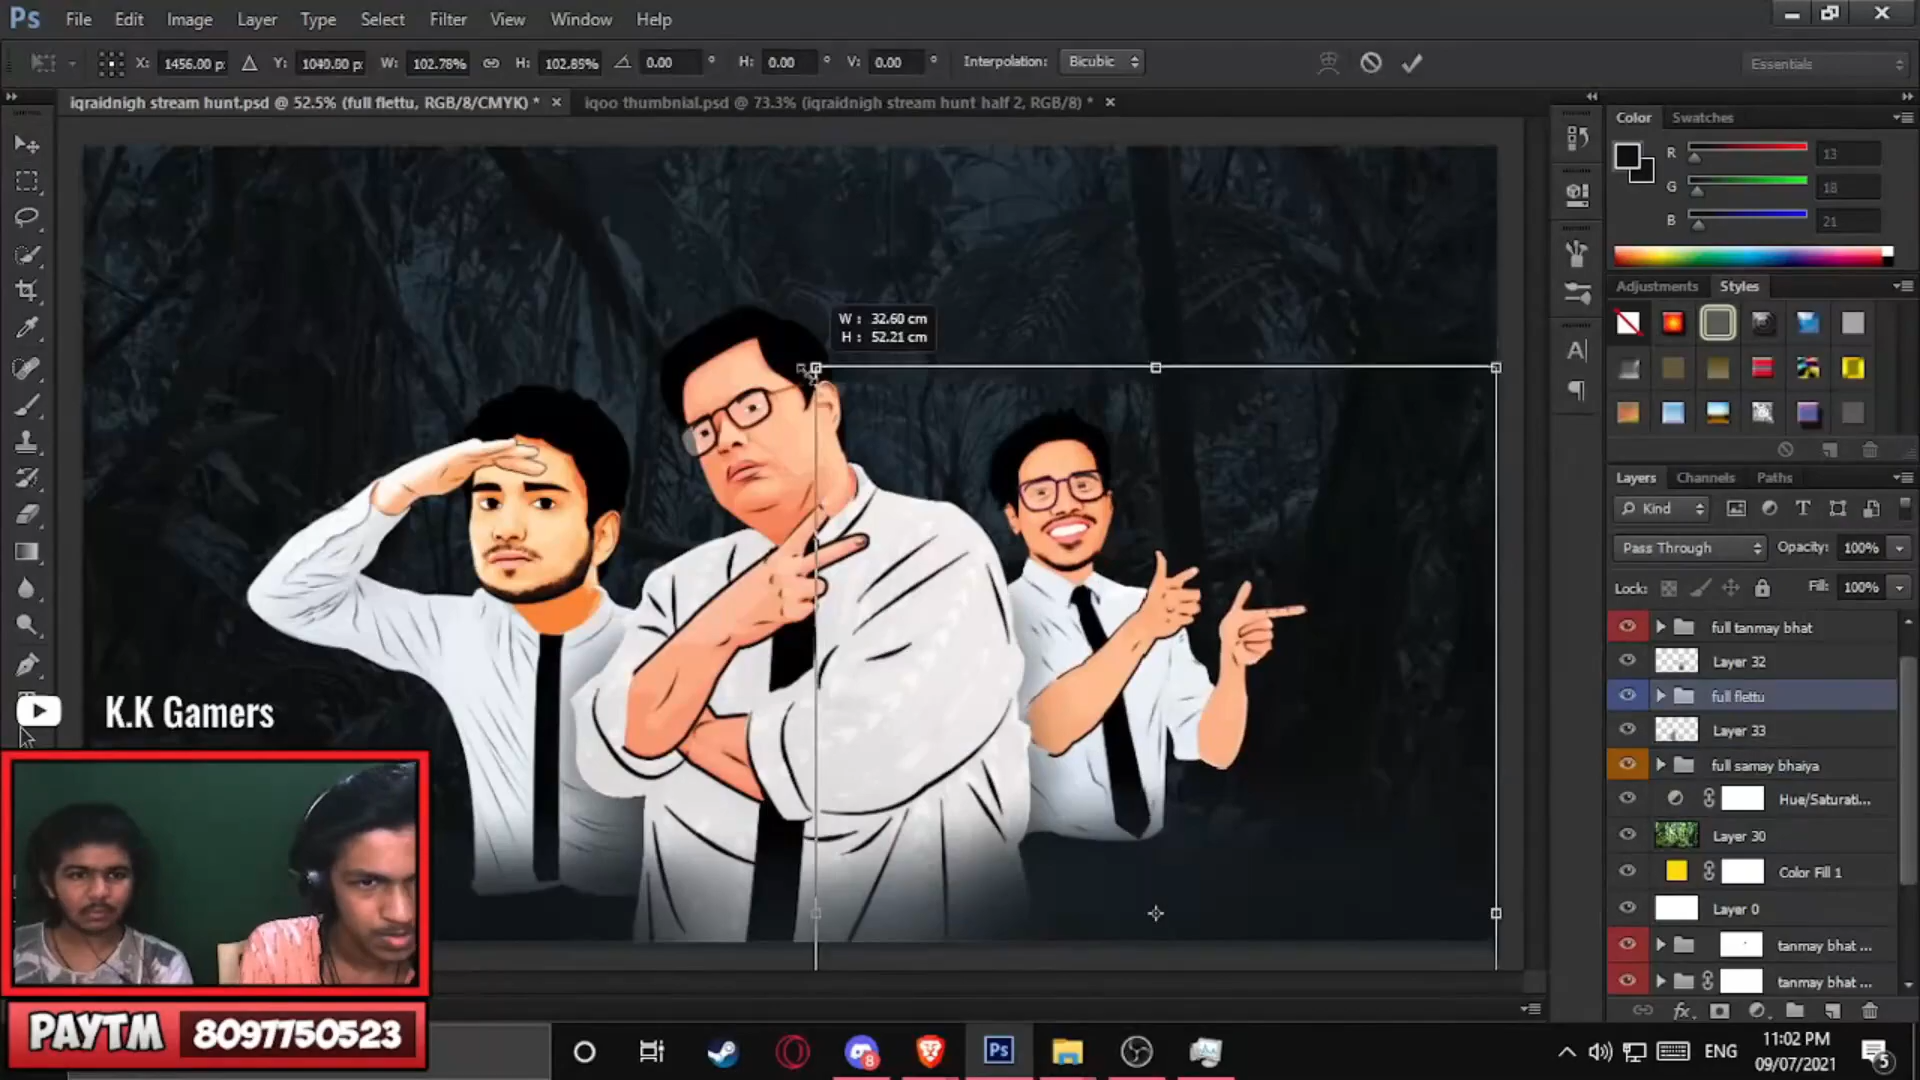 Ps File Edit Image Layer Type Select Filter View Window Help
X: 1456.00 p: Y: 1040.80 p: W: 102.78% H: 102.85% 0.00 ° H: 0.00 ° V: 0.00 ° Interpolation: Bicubic Essentials
iqraidnigh stream hunt.psd @ 52.5% (full flettu, RGB/8/CMYK) * × iqoo thumbnial.psd @ 73.3% (iqraidnigh stream hunt half 2, RGB/8) * ×
Color Swatches
R 13
G 18
B 21
Adjustments Styles
W : 32.60 cm
H : 52.21 cm
Layers Channels Paths
Kind
Pass Through Opacity: 100%
Lock: Fill: 100%
full tanmay bhat
Layer 32
full flettu
Layer 33
full samay bhaiya
Hue/Saturati...
Layer 30
Color Fill 1
Layer 0
tanmay bhat ...
tanmay bhat ...
K.K Gamers
PAYTM 8097750523
8
Ps
ENG
11:02 PM
09/07/2021
5